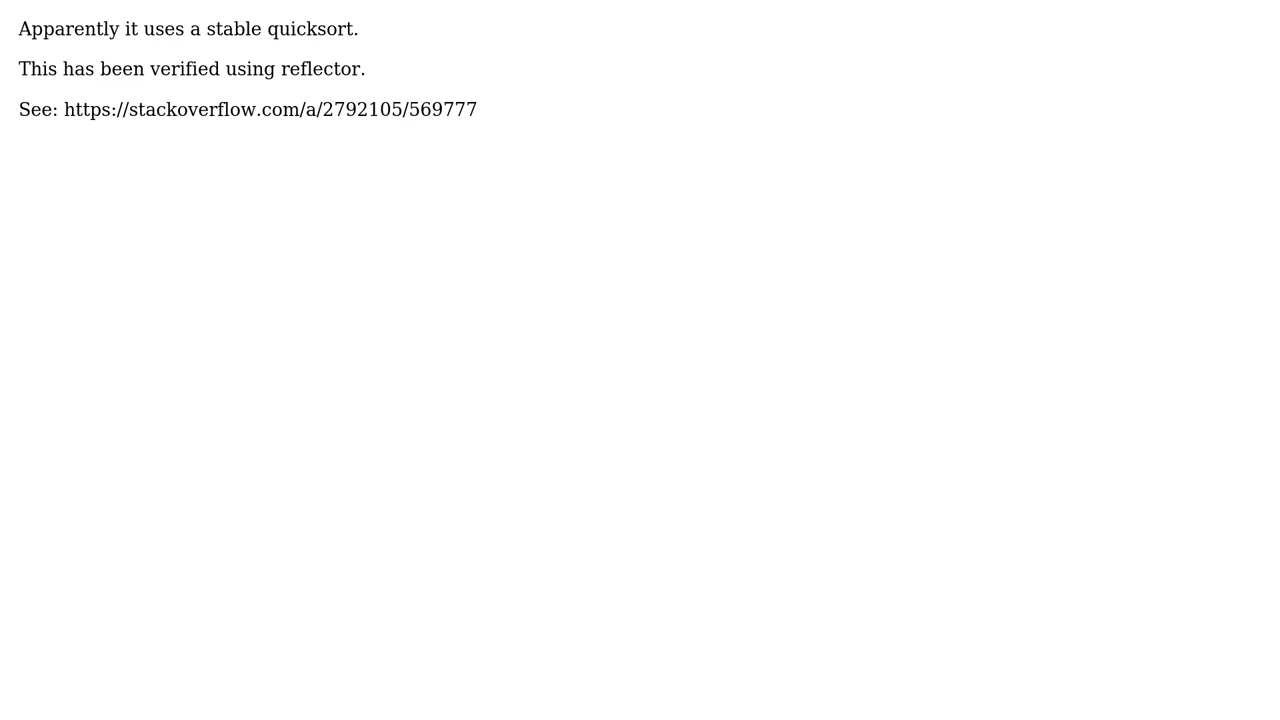 Apparently it uses a stable quicksort.
This has been verified using reflector.
See: https://stackoverflow.com/a/2792105/569777